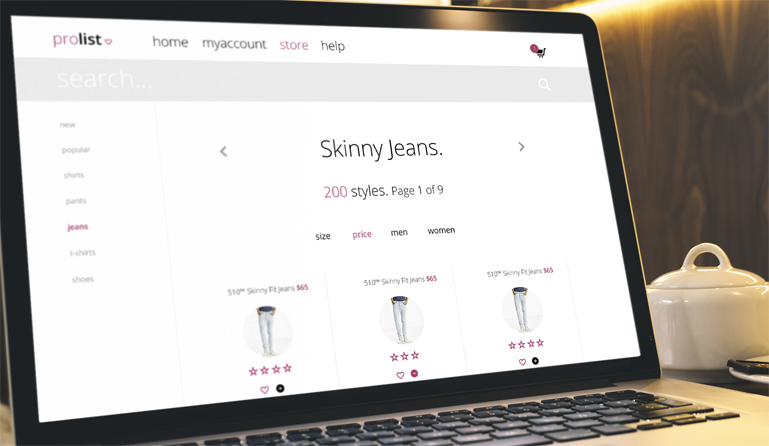 prolist home myaccount store help
search...
new
popular
shirts
pants
jeans
t-shirts
shoes
Skinny Jeans.
200 styles. Page 1 of 9
size price men women
510™ Skinny Fit Jeans $65
510™ Skinny Fit Jeans $65
510™ Skinny Fit Jeans $65